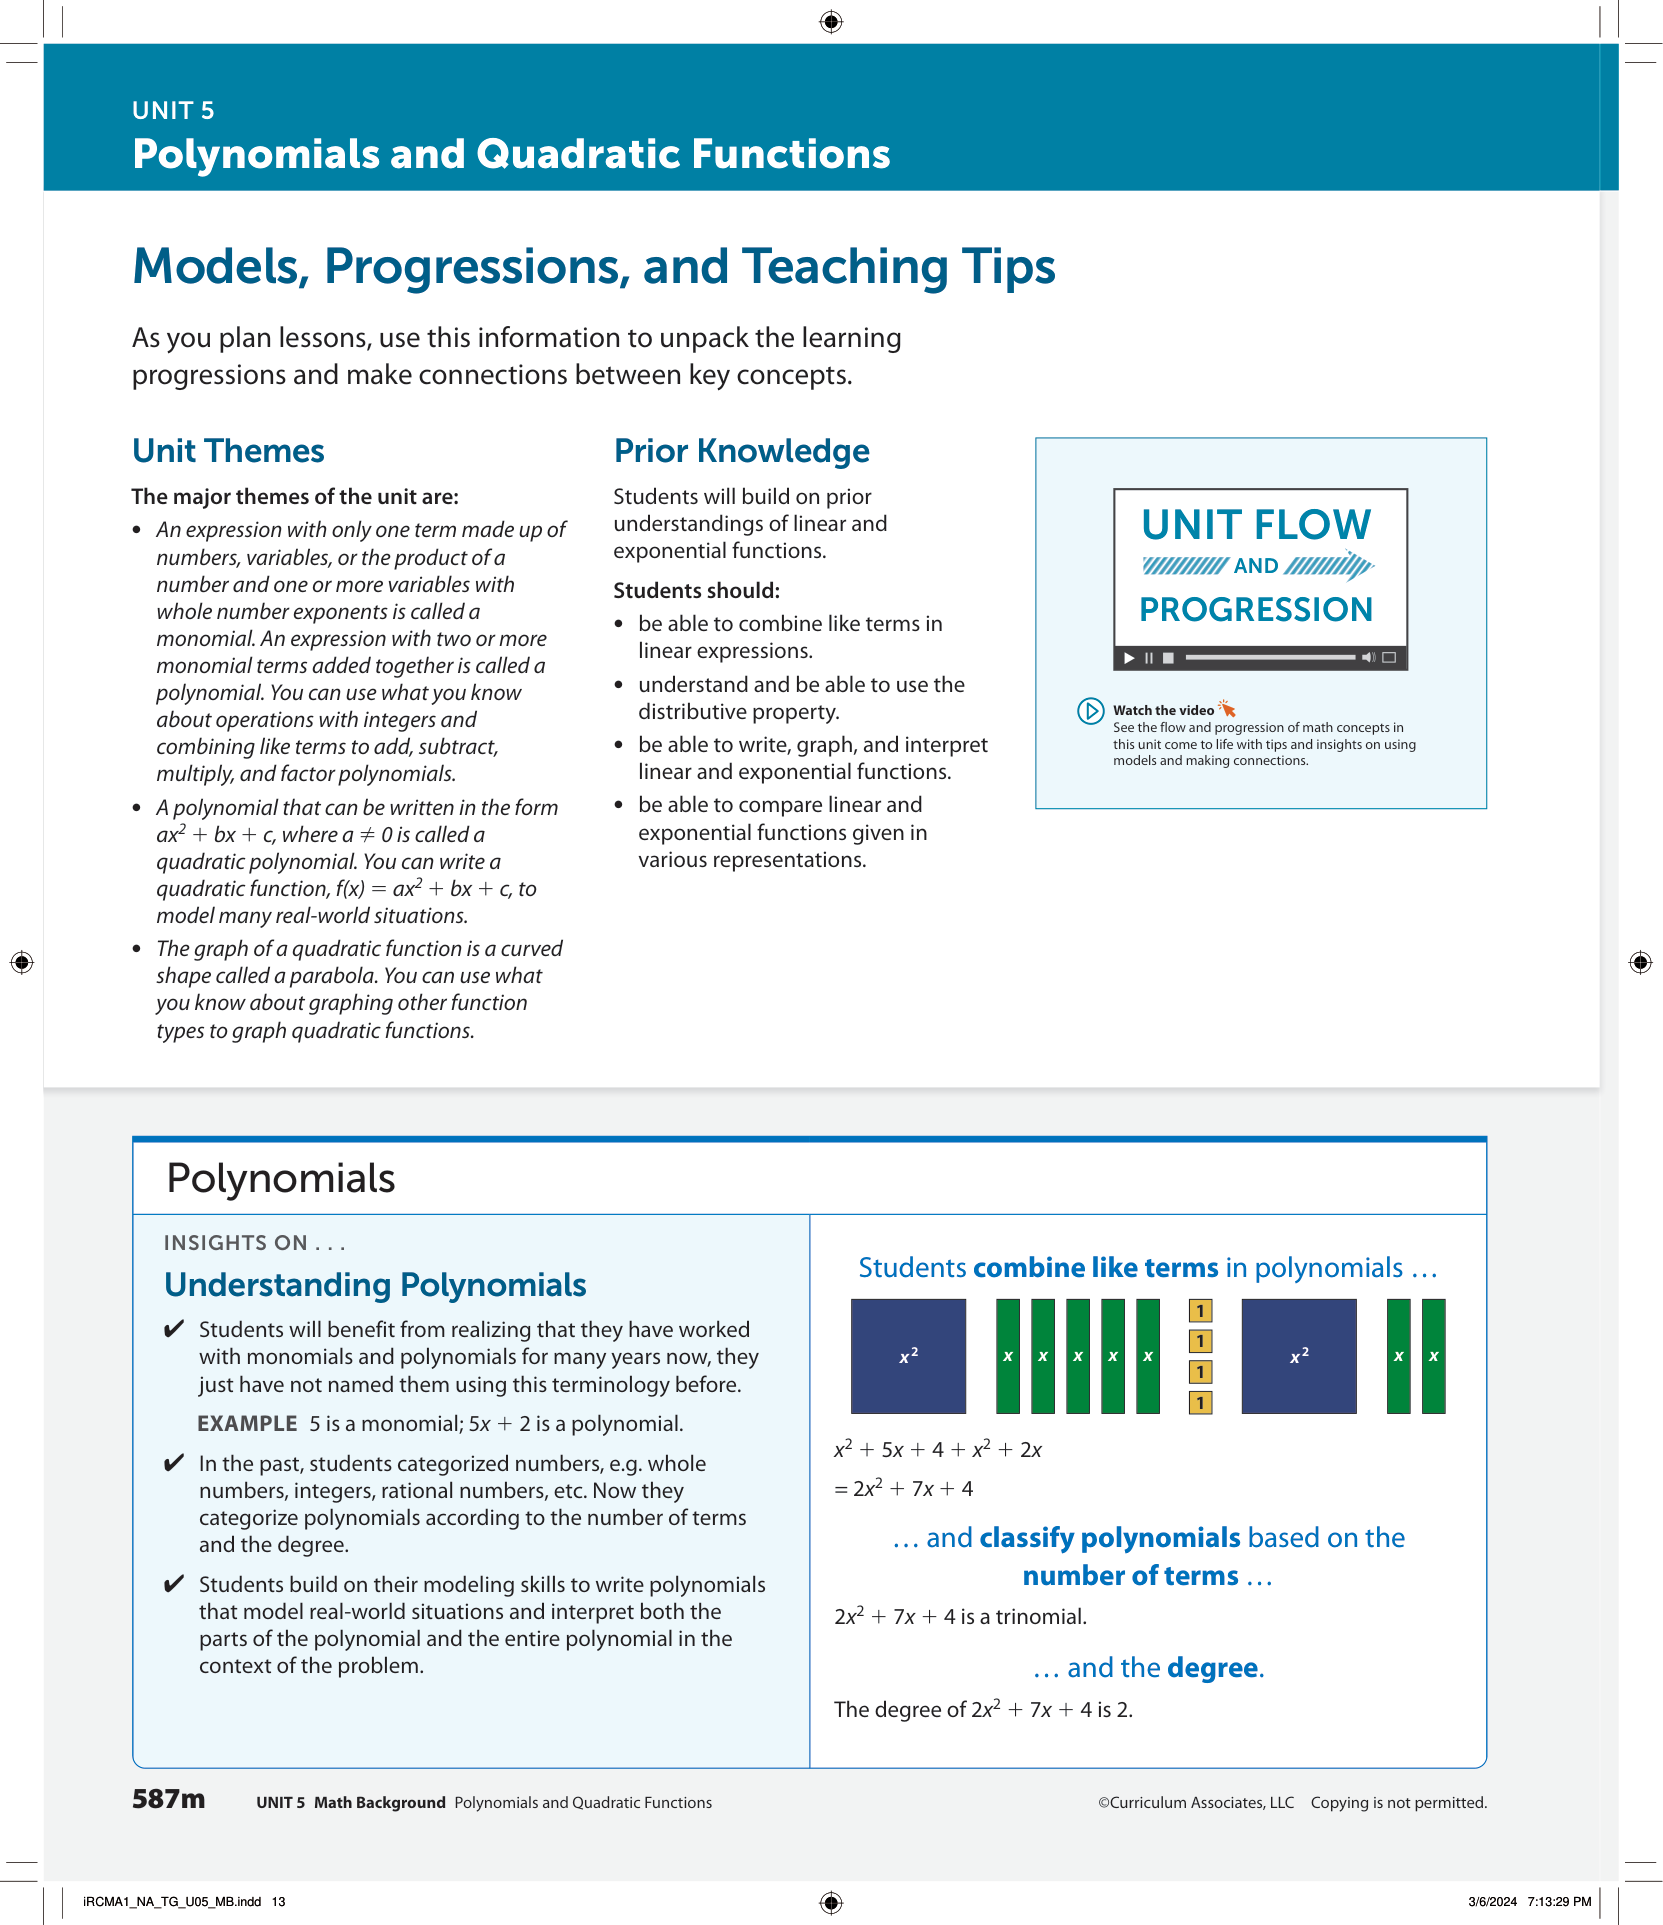 UNIT 5
Polynomials and Quadratic Functions
Models, Progressions, and Teaching Tips
As you plan lessons, use this information to unpack the learning
progressions and make connections between key concepts.
Unit Themes
The major themes of the unit are:
• An expression with only one term made up of
numbers, variables, or the product of a
number and one or more variables with
whole number exponents is called a
monomial. An expression with two or more
monomial terms added together is called a
polynomial. You can use what you know
about operations with integers and
combining like terms to add, subtract,
multiply, and factor polynomials.
• A polynomial that can be written in the form
ax² + bx + c, where a ≠ 0 is called a
quadratic polynomial. You can write a
quadratic function, f(x) = ax² + bx + c, to
model many real-world situations.
• The graph of a quadratic function is a curved
shape called a parabola. You can use what
you know about graphing other function
types to graph quadratic functions.
Prior Knowledge
Students will build on prior
understandings of linear and
exponential functions.
Students should:
• be able to combine like terms in
linear expressions.
• understand and be able to use the
distributive property.
• be able to write, graph, and interpret
linear and exponential functions.
• be able to compare linear and
exponential functions given in
various representations.
UNIT FLOW
AND
PROGRESSION
Watch the video
See the flow and progression of math concepts in
this unit come to life with tips and insights on using
models and making connections.
Polynomials
INSIGHTS ON . . .
Understanding Polynomials
✔ Students will benefit from realizing that they have worked
with monomials and polynomials for many years now, they
just have not named them using this terminology before.
EXAMPLE 5 is a monomial; 5x + 2 is a polynomial.
✔ In the past, students categorized numbers, e.g. whole
numbers, integers, rational numbers, etc. Now they
categorize polynomials according to the number of terms
and the degree.
✔ Students build on their modeling skills to write polynomials
that model real-world situations and interpret both the
parts of the polynomial and the entire polynomial in the
context of the problem.
Students combine like terms in polynomials …
x² x x x x x 1 x² x x
1
1
1
x² + 5x + 4 + x² + 2x
= 2x² + 7x + 4
… and classify polynomials based on the
number of terms …
2x² + 7x + 4 is a trinomial.
… and the degree.
The degree of 2x² + 7x + 4 is 2.
587m UNIT 5 Math Background Polynomials and Quadratic Functions
©Curriculum Associates, LLC Copying is not permitted.
iRCMA1_NA_TG_U05_MB.indd 13
3/6/2024 7:13:29 PM